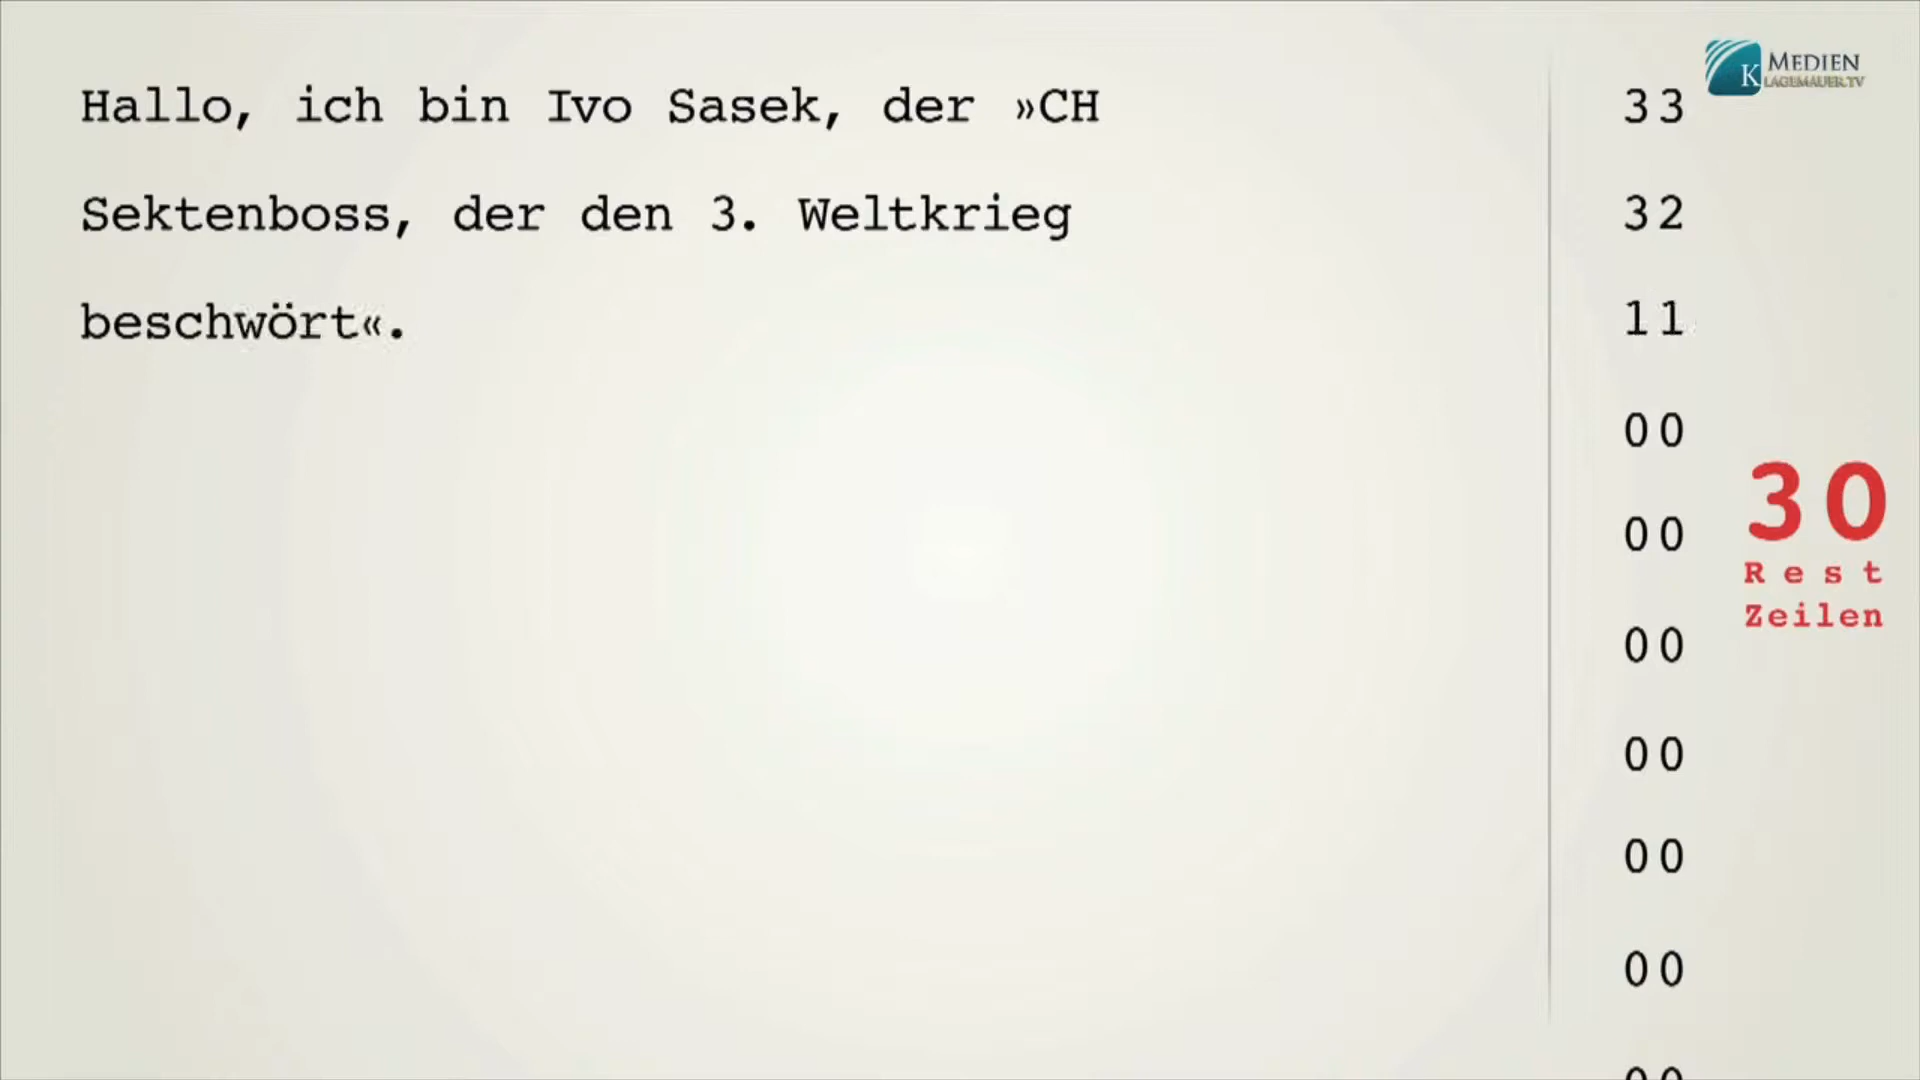 Hallo, ich bin Ivo Sasek, der »CH
Sektenboss, der den 3. Weltkrieg
beschwört«.
33
32
11
00
00
00
00
00
00
00
K MEDIEN
KLAGEMAUER.TV
30
Rest
Zeilen